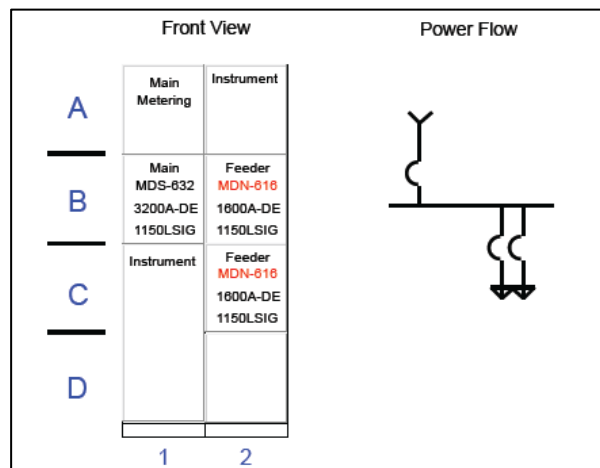 Front View
Power Flow
A
Main
Metering
Instrument
B
Main
MDS-632
3200A-DE
1150LSIG
Feeder
MDN-616
1600A-DE
1150LSIG
C
Instrument
Feeder
MDN-616
1600A-DE
1150LSIG
D
1
2